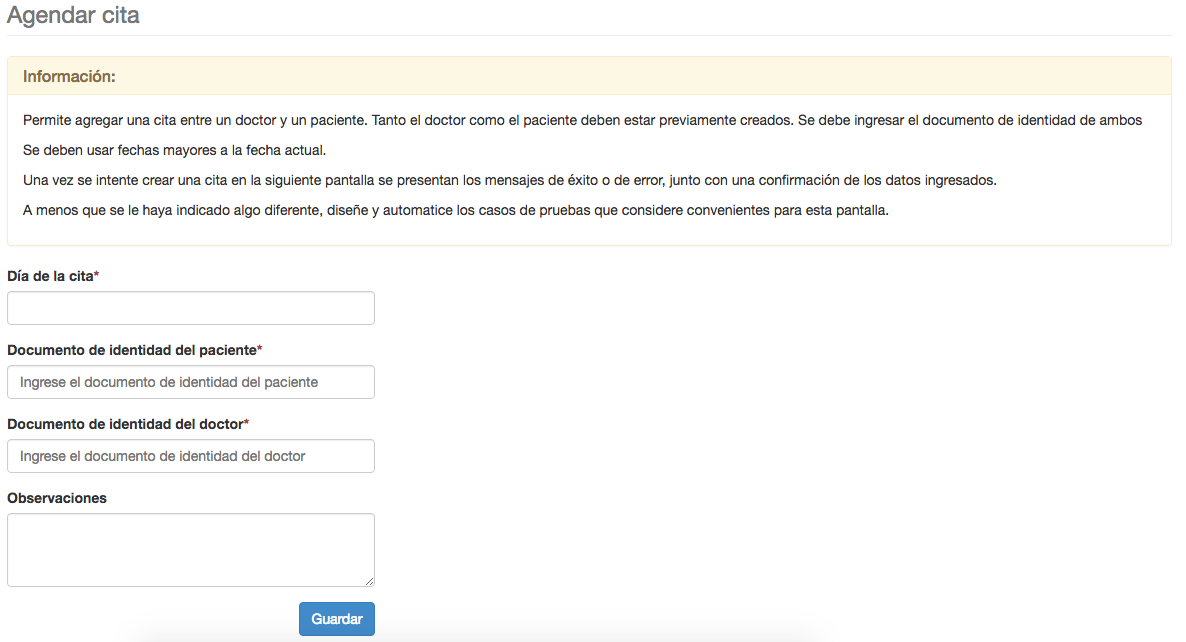 Agendar cita
Información:
Permite agregar una cita entre un doctor y un paciente. Tanto el doctor como el paciente deben estar previamente creados. Se debe ingresar el documento de identidad de ambos
Se deben usar fechas mayores a la fecha actual.
Una vez se intente crear una cita en la siguiente pantalla se presentan los mensajes de éxito o de error, junto con una confirmación de los datos ingresados.
A menos que se le haya indicado algo diferente, diseñe y automatice los casos de pruebas que considere convenientes para esta pantalla.
Día de la cita*
Documento de identidad del paciente*
Ingrese el documento de identidad del paciente
Documento de identidad del doctor*
Ingrese el documento de identidad del doctor
Observaciones
Guardar